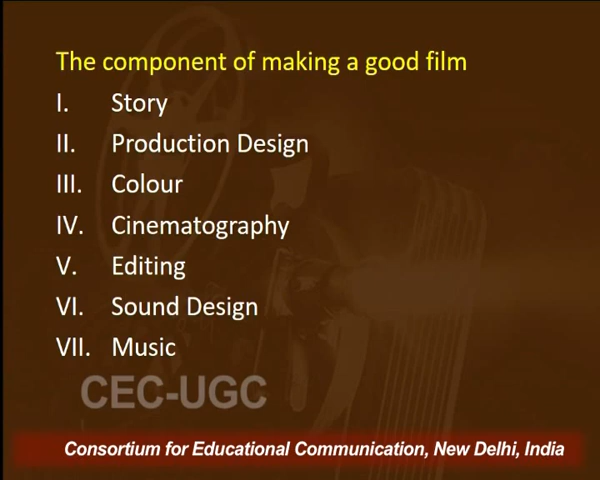 The component of making a good film
I. Story
II. Production Design
III. Colour
IV. Cinematography
V. Editing
VI. Sound Design
VII. Music
CEC-UGC
Consortium for Educational Communication, New Delhi, India